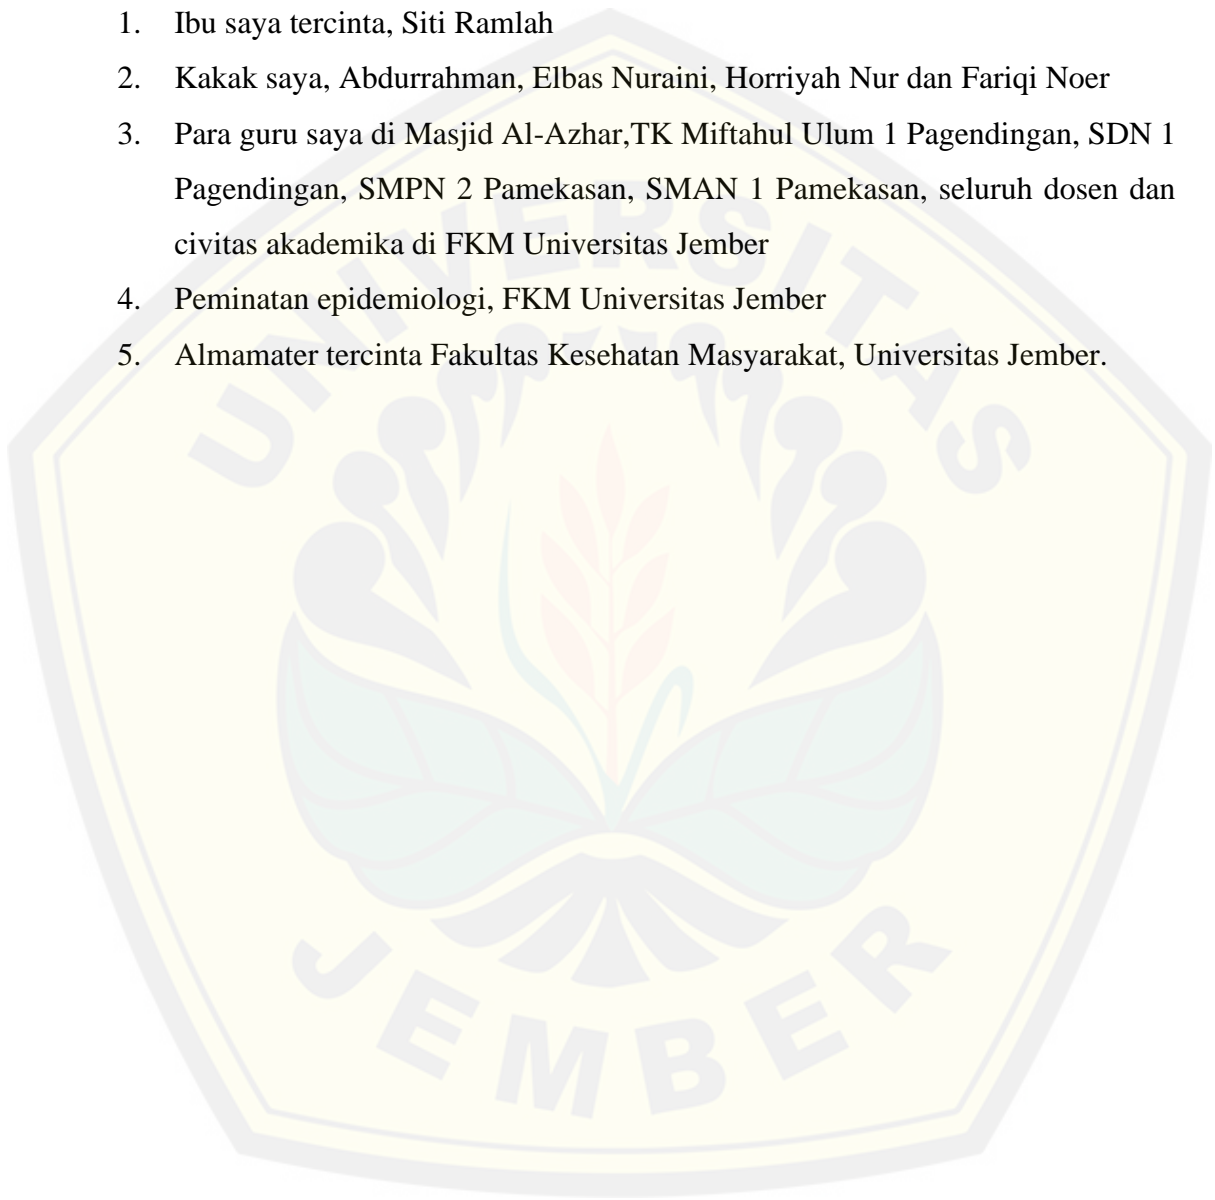 1. Ibu saya tercinta, Siti Ramlah
2. Kakak saya, Abdurrahman, Elbas Nuraini, Horriyah Nur dan Fariqi Noer
3. Para guru saya di Masjid Al-Azhar,TK Miftahul Ulum 1 Pagendingan, SDN 1
Pagendingan, SMPN 2 Pamekasan, SMAN 1 Pamekasan, seluruh dosen dan
civitas akademika di FKM Universitas Jember
4. Peminatan epidemiologi, FKM Universitas Jember
5. Almamater tercinta Fakultas Kesehatan Masyarakat, Universitas Jember.
UNIVERSITAS
JEMBER